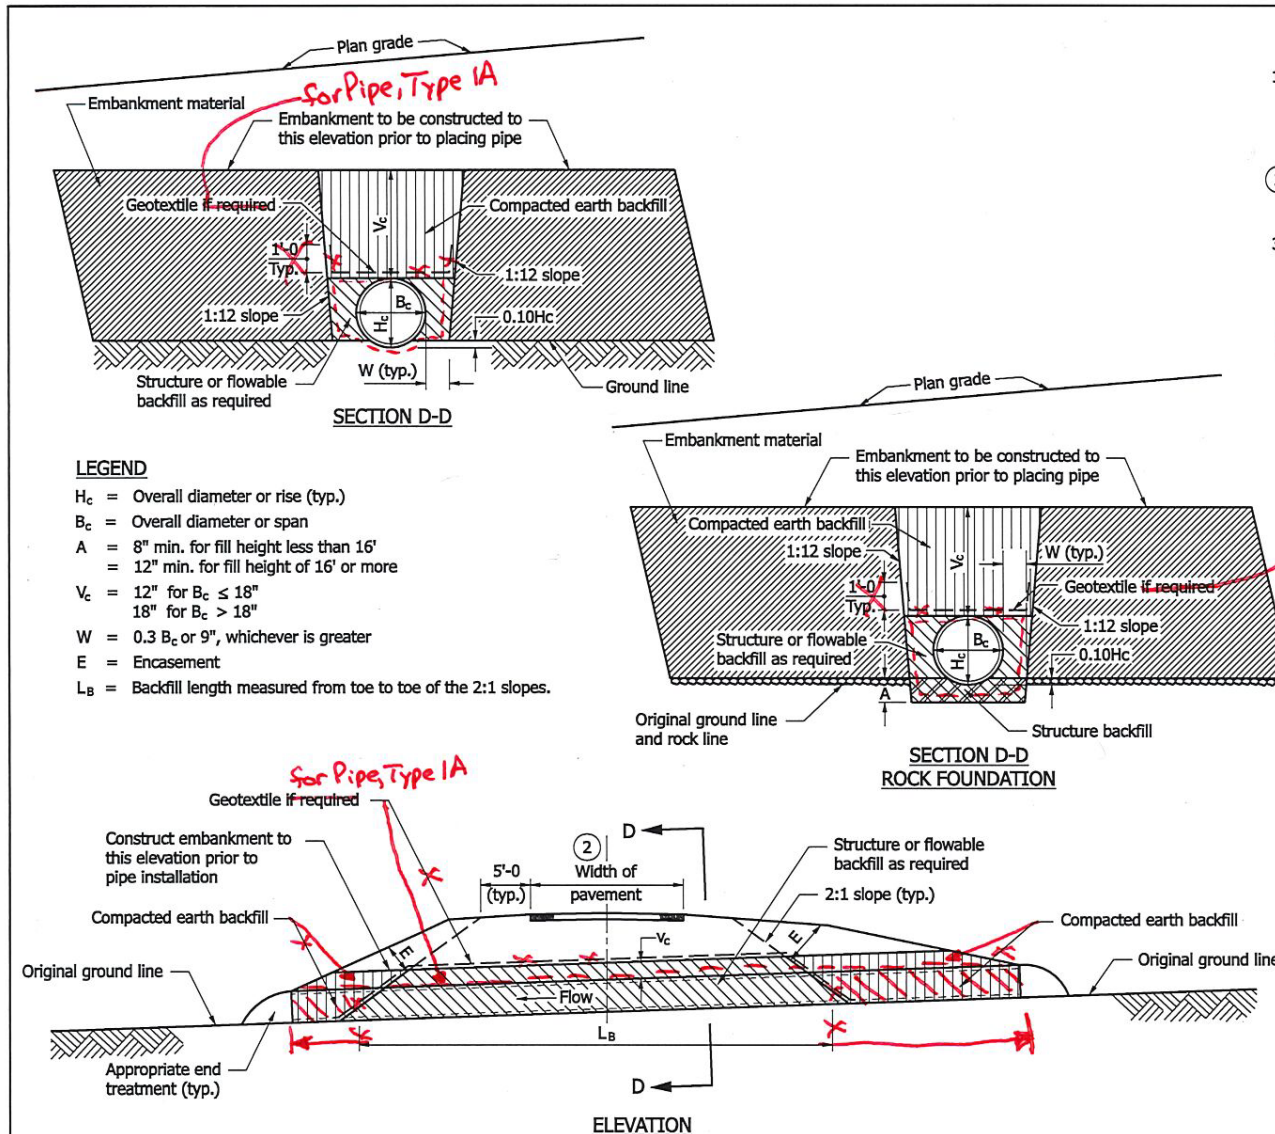 Plan grade
for Pipe, Type 1A
Embankment material
Embankment to be constructed to
this elevation prior to placing pipe
Geotextile if required
Compacted earth backfill
Vc
1'-0
Typ.
1:12 slope
1:12 slope
Bc
Hc
0.10Hc
Structure or flowable
backfill as required
W (typ.)
Ground line
SECTION D-D
Plan grade
Embankment material
Embankment to be constructed to
this elevation prior to placing pipe
Compacted earth backfill
1:12 slope
W (typ.)
Vc
1'-0
Typ.
Geotextile if required
1:12 slope
Structure or flowable
backfill as required
Bc
Hc
0.10Hc
A
Original ground line
and rock line
Structure backfill
SECTION D-D
ROCK FOUNDATION
LEGEND
Hc = Overall diameter or rise (typ.)
Bc = Overall diameter or span
A = 8" min. for fill height less than 16'
= 12" min. for fill height of 16' or more
Vc = 12" for Bc ≤ 18"
18" for Bc > 18"
W = 0.3 Bc or 9", whichever is greater
E = Encasement
LB = Backfill length measured from toe to toe of the 2:1 slopes.
for Pipe, Type 1A
Geotextile if required
Construct embankment to
this elevation prior to
pipe installation
5'-0
(typ.)
2
Width of
pavement
D
Structure or flowable
backfill as required
2:1 slope (typ.)
Compacted earth backfill
Compacted earth backfill
E
Vc
E
Original ground line
Original ground line
Flow
LB
Appropriate end
treatment (typ.)
D
ELEVATION